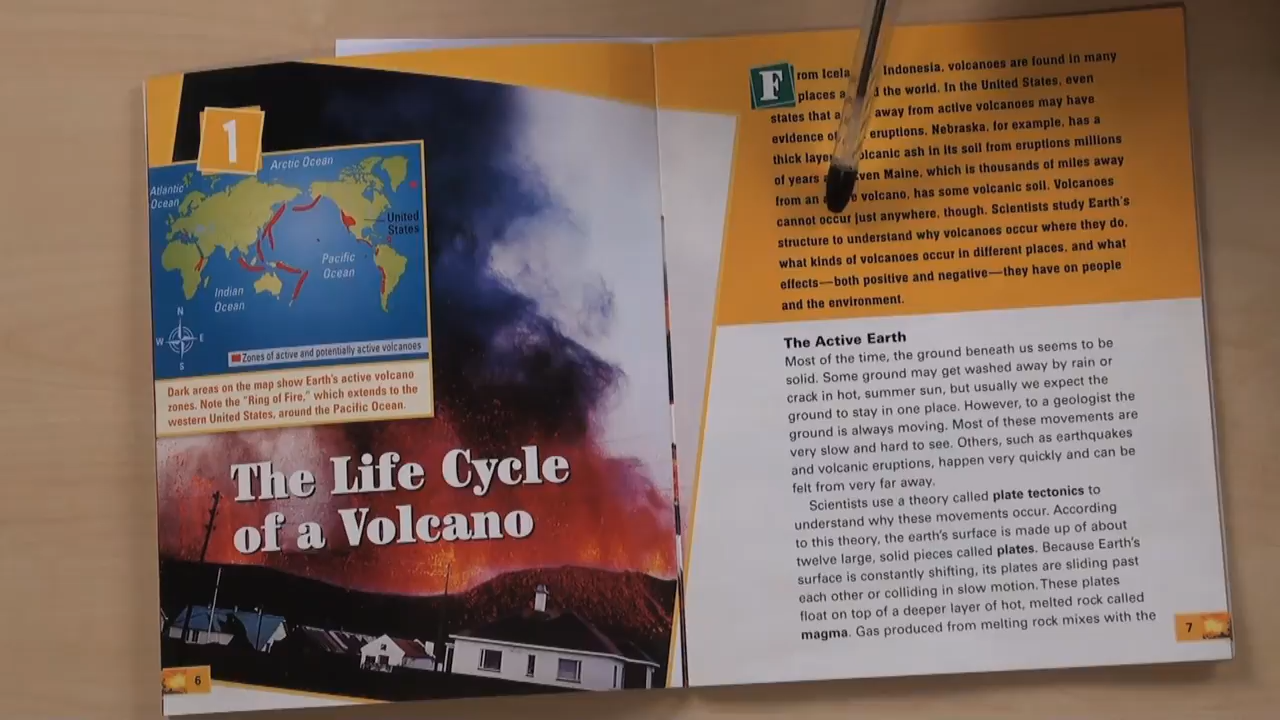 1
Arctic Ocean
Atlantic
Ocean
United
States
Pacific
Ocean
Indian
Ocean
N
W E
S
Zones of active and potentially active volcanoes
Dark areas on the map show Earth's active volcano
zones. Note the "Ring of Fire," which extends to the
western United States, around the Pacific Ocean.
The Life Cycle
of a Volcano
6
From Indonesia, volcanoes are found in many
places the world. In the United States, even
states that away from active volcanoes may have
evidence of eruptions. Nebraska, for example, has a
thick volcanic ash in its soil from eruptions millions
of years Even Maine, which is thousands of miles away
from an volcano, has some volcanic soil. Volcanoes
cannot occur just anywhere, though. Scientists study Earth's
structure to understand why volcanoes occur where they do,
what kinds of volcanoes occur in different places, and what
effects—both positive and negative—they have on people
and the environment.
The Active Earth
Most of the time, the ground beneath us seems to be
solid. Some ground may get washed away by rain or
crack in hot, summer sun, but usually we expect the
ground to stay in one place. However, to a geologist the
ground is always moving. Most of these movements are
very slow and hard to see. Others, such as earthquakes
and volcanic eruptions, happen very quickly and can be
felt from very far away.
Scientists use a theory called plate tectonics to
understand why these movements occur. According
to this theory, the earth's surface is made up of about
twelve large, solid pieces called plates. Because Earth's
surface is constantly shifting, its plates are sliding past
each other or colliding in slow motion. These plates
float on top of a deeper layer of hot, melted rock called
magma. Gas produced from melting rock mixes with the
7